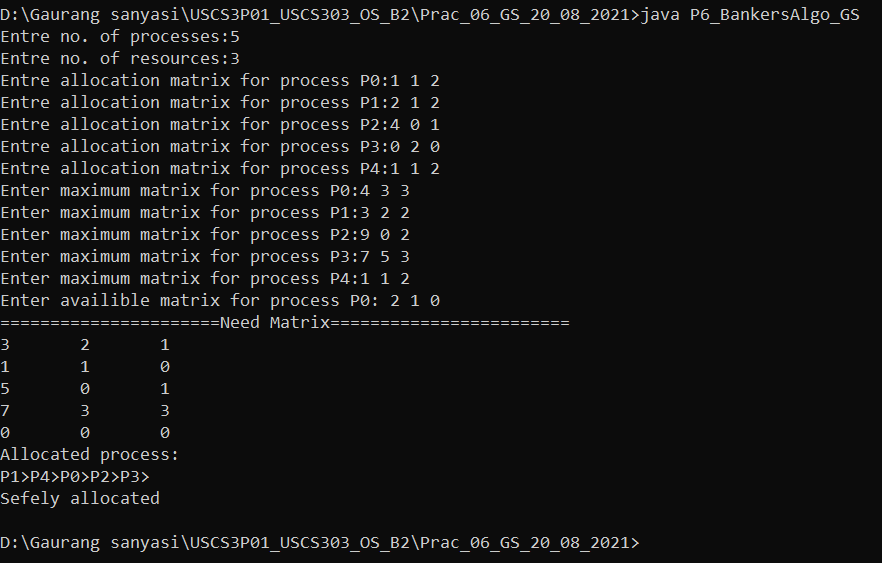 D:\Gaurang sanyasi\USCS3P01_USCS303_OS_B2\Prac_06_GS_20_08_2021>java P6_BankersAlgo_GS
Entre no. of processes:5
Entre no. of resources:3
Entre allocation matrix for process P0:1 1 2
Entre allocation matrix for process P1:2 1 2
Entre allocation matrix for process P2:4 0 1
Entre allocation matrix for process P3:0 2 0
Entre allocation matrix for process P4:1 1 2
Enter maximum matrix for process P0:4 3 3
Enter maximum matrix for process P1:3 2 2
Enter maximum matrix for process P2:9 0 2
Enter maximum matrix for process P3:7 5 3
Enter maximum matrix for process P4:1 1 2
Enter availible matrix for process P0: 2 1 0
======================Need Matrix========================
3 2 1
1 1 0
5 0 1
7 3 3
0 0 0
Allocated process:
P1>P4>P0>P2>P3>
Sefely allocated
D:\Gaurang sanyasi\USCS3P01_USCS303_OS_B2\Prac_06_GS_20_08_2021>